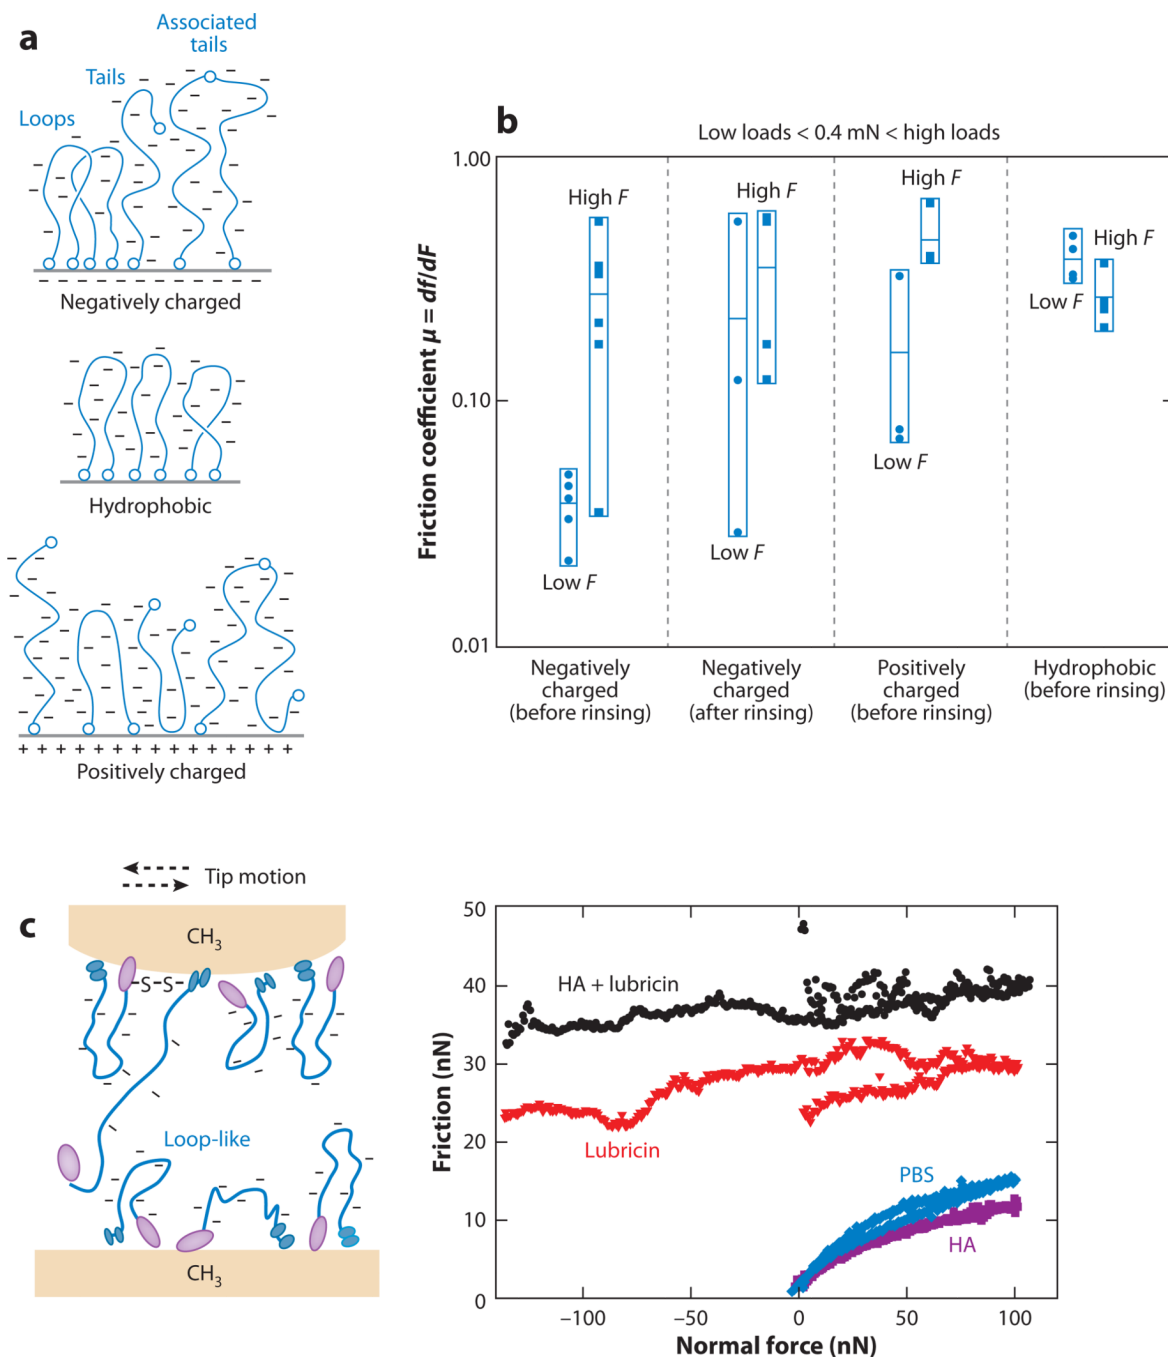 a
Associated
tails
Tails
Loops
Negatively charged
Hydrophobic
Positively charged
b
Low loads < 0.4 mN < high loads
Friction coefficient μ = df/dF
1.00
0.10
0.01
High F
Low F
High F
Low F
High F
Low F
High F
Low F
Negatively
charged
(before rinsing)
Negatively
charged
(after rinsing)
Positively
charged
(before rinsing)
Hydrophobic
(before rinsing)
c
Tip motion
CH3
S–S
Loop-like
CH3
Friction (nN)
50
40
30
20
10
0
HA + lubricin
Lubricin
PBS
HA
–100
–50
0
50
100
Normal force (nN)